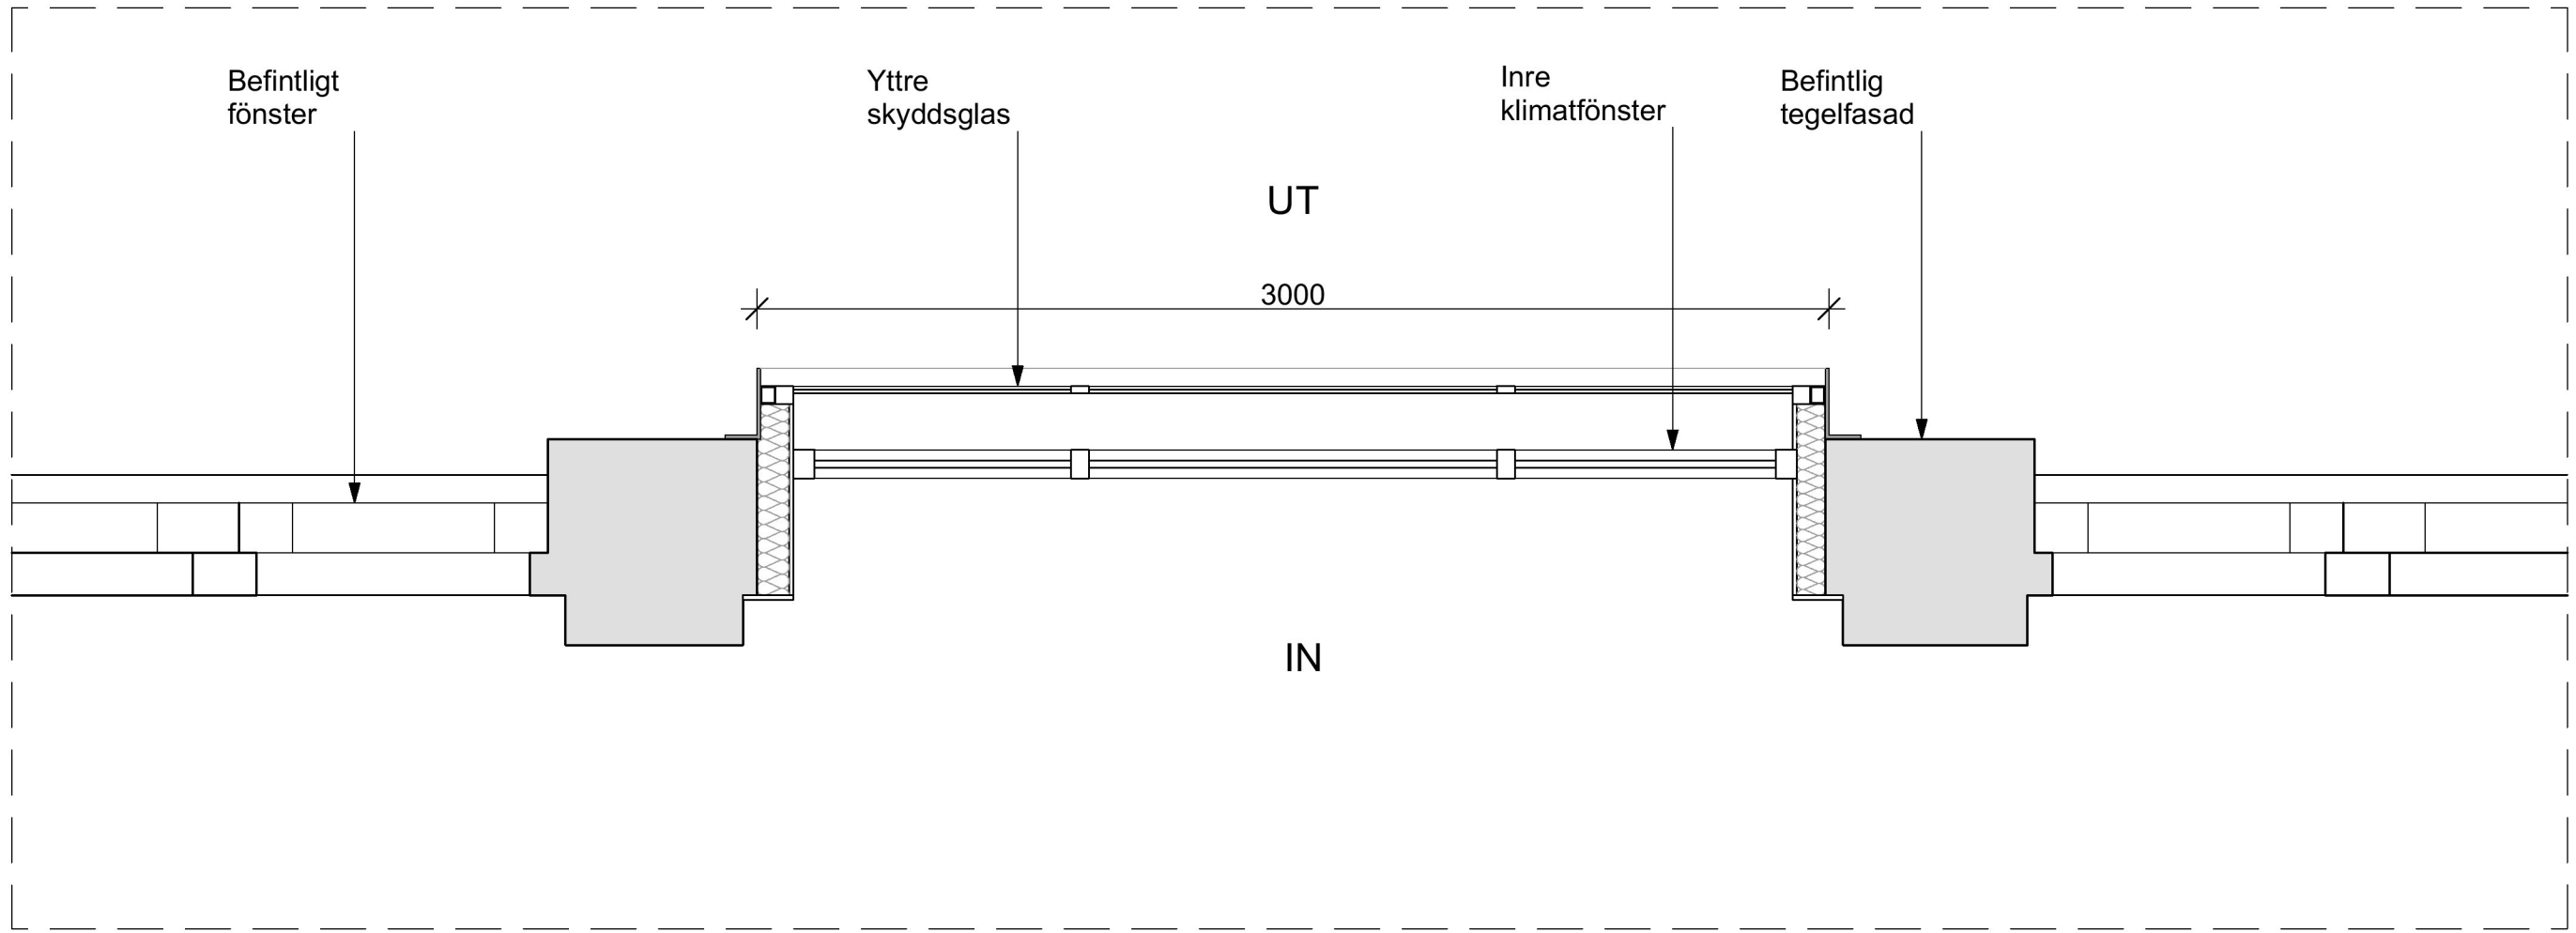 Befintligt
fönster
Yttre
skyddsglas
Inre
klimatfönster
Befintlig
tegelfasad
UT
3000
IN